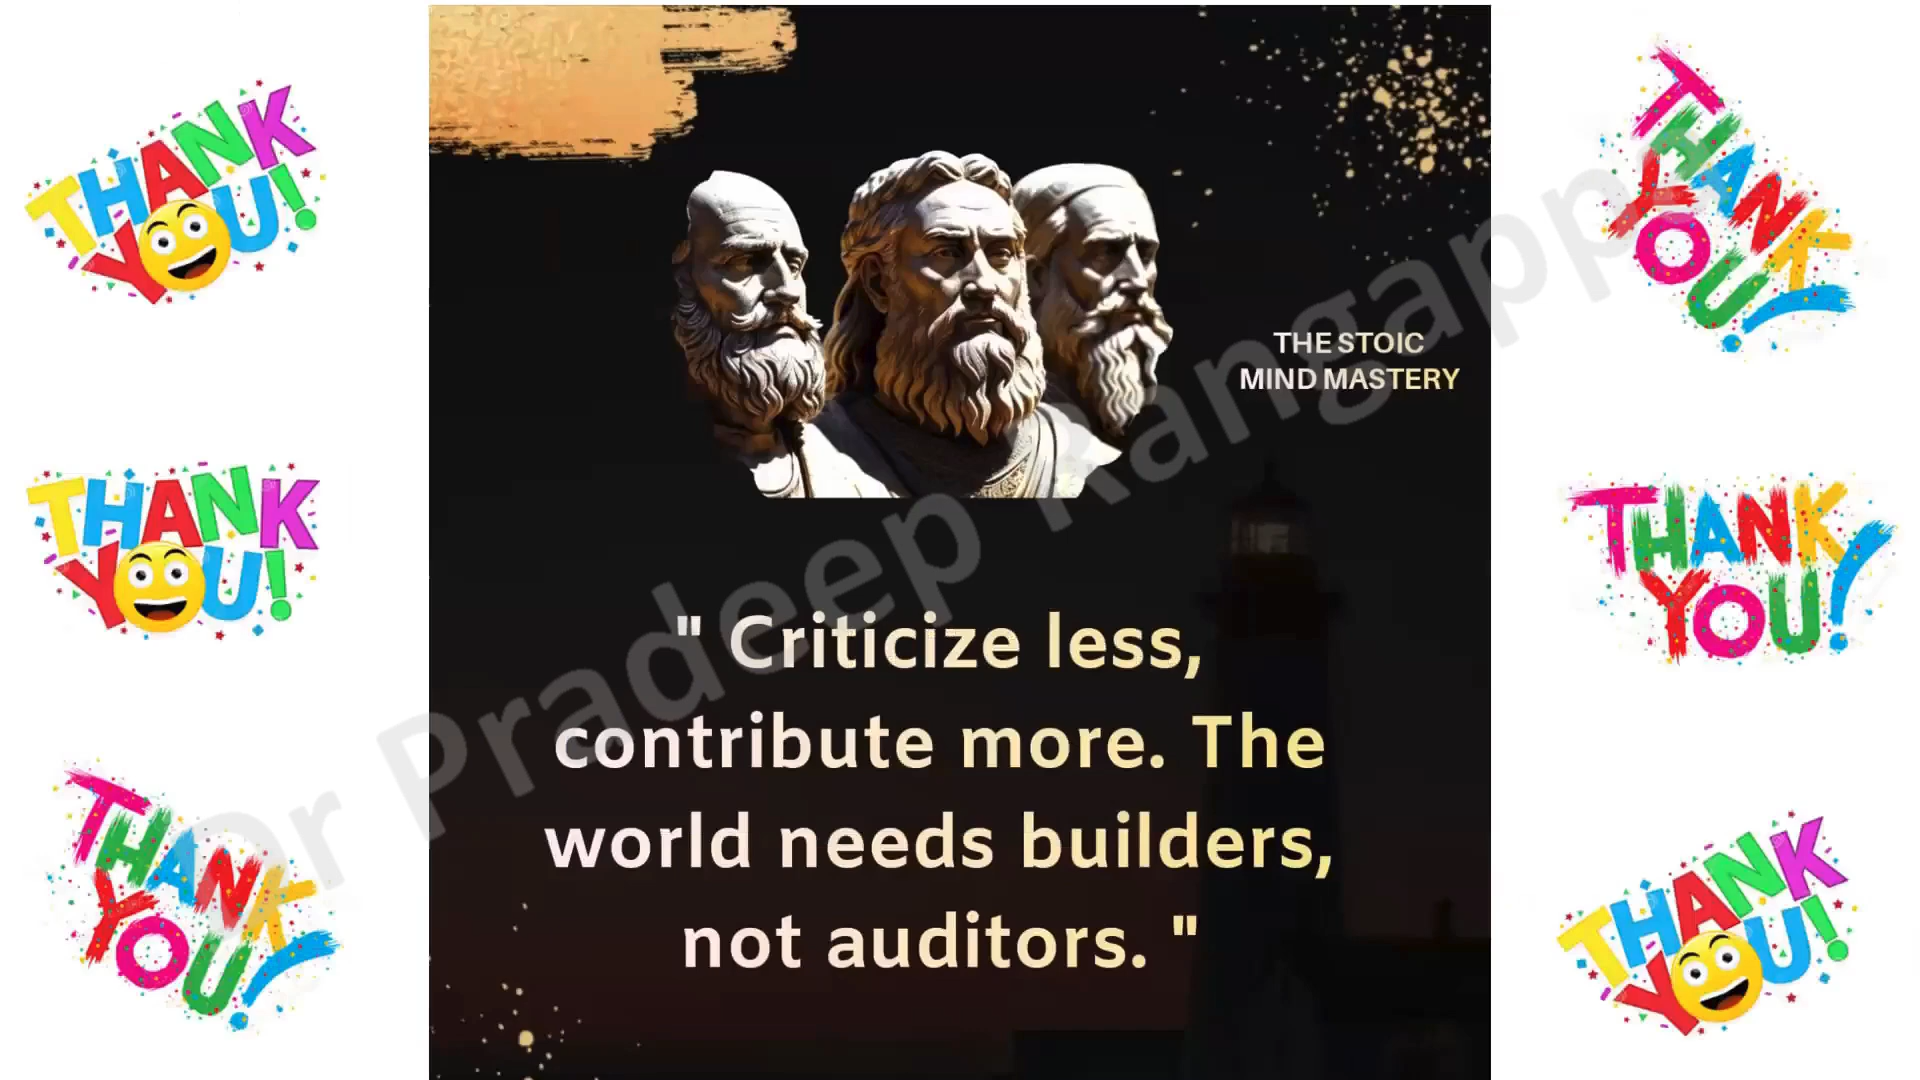 THANK
YOU!
THANK
YOU!
THANK
YOU!
THE STOIC
MIND MASTERY
" Criticize less,
contribute more. The
world needs builders,
not auditors. "
Dr Pradeep Rangappa
THANK
YOU!
THANK
YOU!
THANK
YOU!